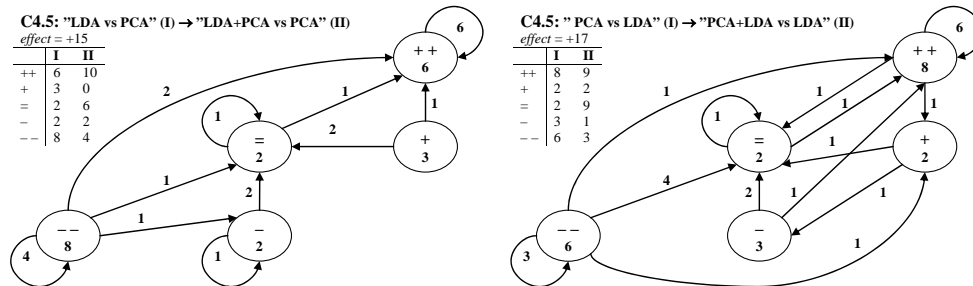 C4.5: "LDA vs PCA" (I) → "LDA+PCA vs PCA" (II)
effect = +15
I II
++ 6 10
+ 3 0
= 2 6
− 2 2
−− 8 4
6
++
6
2
1
1
1
=
2
2
+
3
1
2
1
−−
8
4
−
2
1
C4.5: " PCA vs LDA" (I) → "PCA+LDA vs LDA" (II)
effect = +17
I II
++ 8 9
+ 2 2
= 2 9
− 3 1
−− 6 3
6
++
8
1
1
1
1
1
=
2
1
+
2
4
2
1
1
−−
6
3
−
3
1